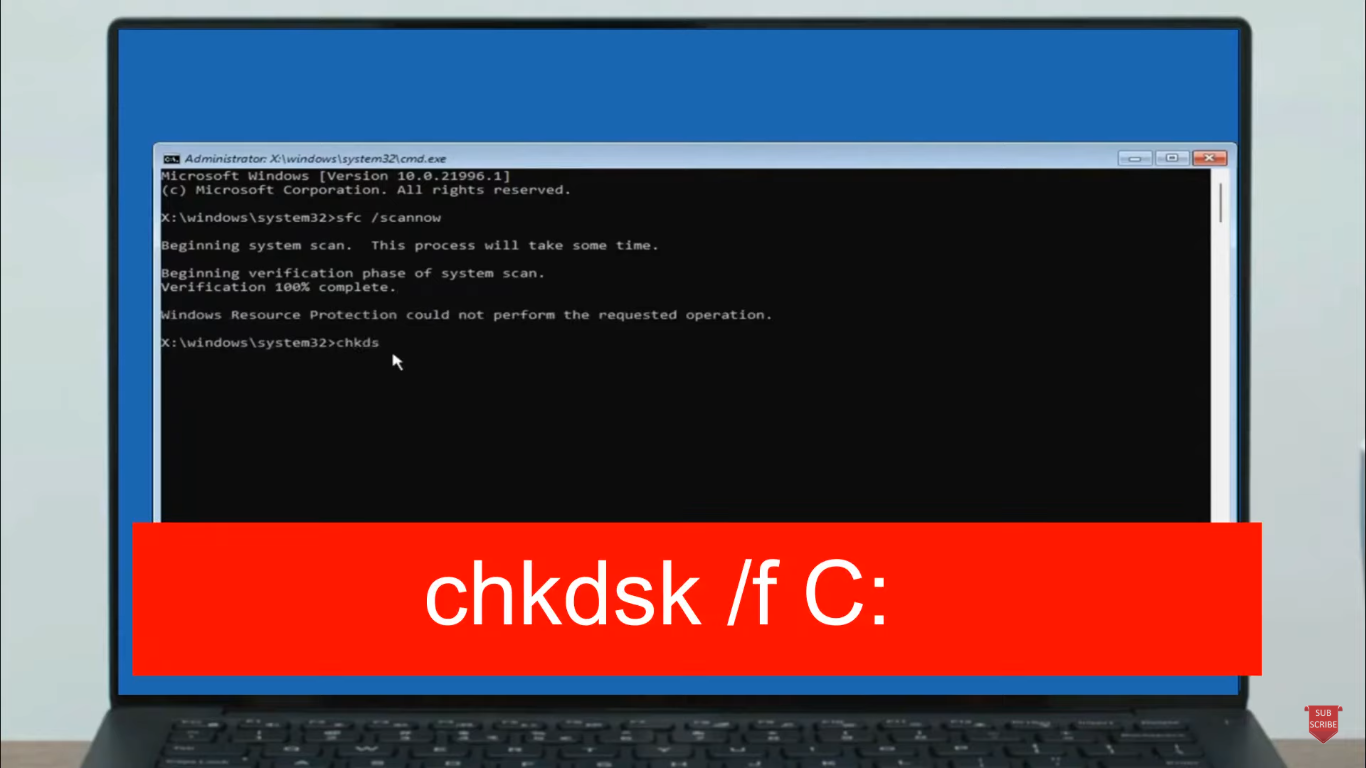 Administrator: X:\windows\system32\cmd.exe
Microsoft Windows [Version 10.0.21996.1]
(c) Microsoft Corporation. All rights reserved.
X:\windows\system32>sfc /scannow
Beginning system scan.  This process will take some time.
Beginning verification phase of system scan.
Verification 100% complete.
Windows Resource Protection could not perform the requested operation.
X:\windows\system32>chkds
chkdsk /f C:
SUB
SCRIBE